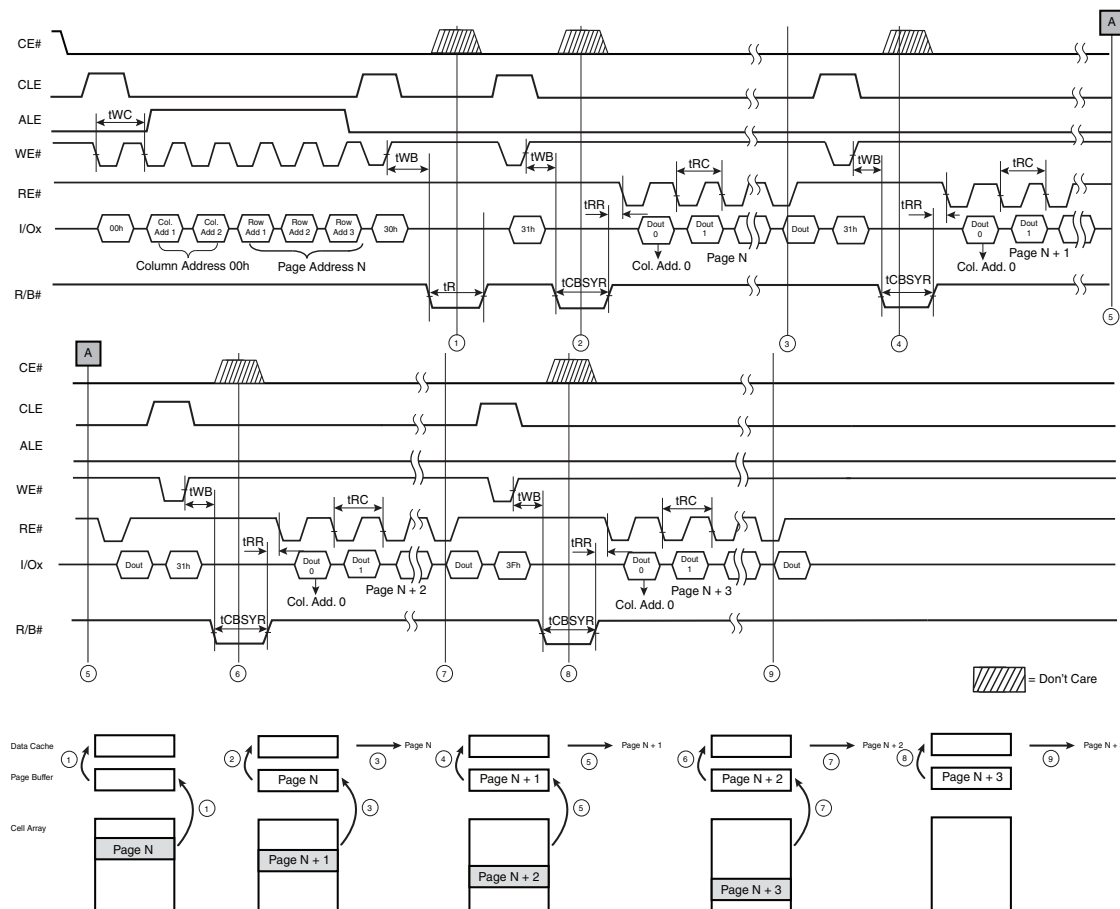 A
CE#
CLE
ALE
tWC
WE#
tWB
tWB
tRC
tWB
tRC
RE#
tRR
tRR
I/Ox
00h
Col. Add 1
Col. Add 2
Row Add 1
Row Add 2
Row Add 3
30h
31h
Dout 0
Dout 1
Dout
31h
Dout 0
Dout 1
Column Address 00h
Page Address N
Col. Add. 0
Page N
Col. Add. 0
Page N + 1
R/B#
tR
tCBSYR
tCBSYR
1
2
3
4
5
A
CE#
CLE
ALE
WE#
tWB
tRC
tWB
tRC
RE#
tRR
tRR
I/Ox
Dout
31h
Dout 0
Dout 1
Dout
3Fh
Dout 0
Dout 1
Dout
Page N + 2
Page N + 3
Col. Add. 0
Col. Add. 0
R/B#
tCBSYR
tCBSYR
5
6
7
8
9
= Don't Care
Data Cache
1
2
3
Page N
4
5
Page N + 1
6
7
Page N + 2
8
9
Page N +
Page Buffer
Page N
Page N + 1
Page N + 2
Page N + 3
1
3
5
7
Cell Array
Page N
Page N + 1
Page N + 2
Page N + 3